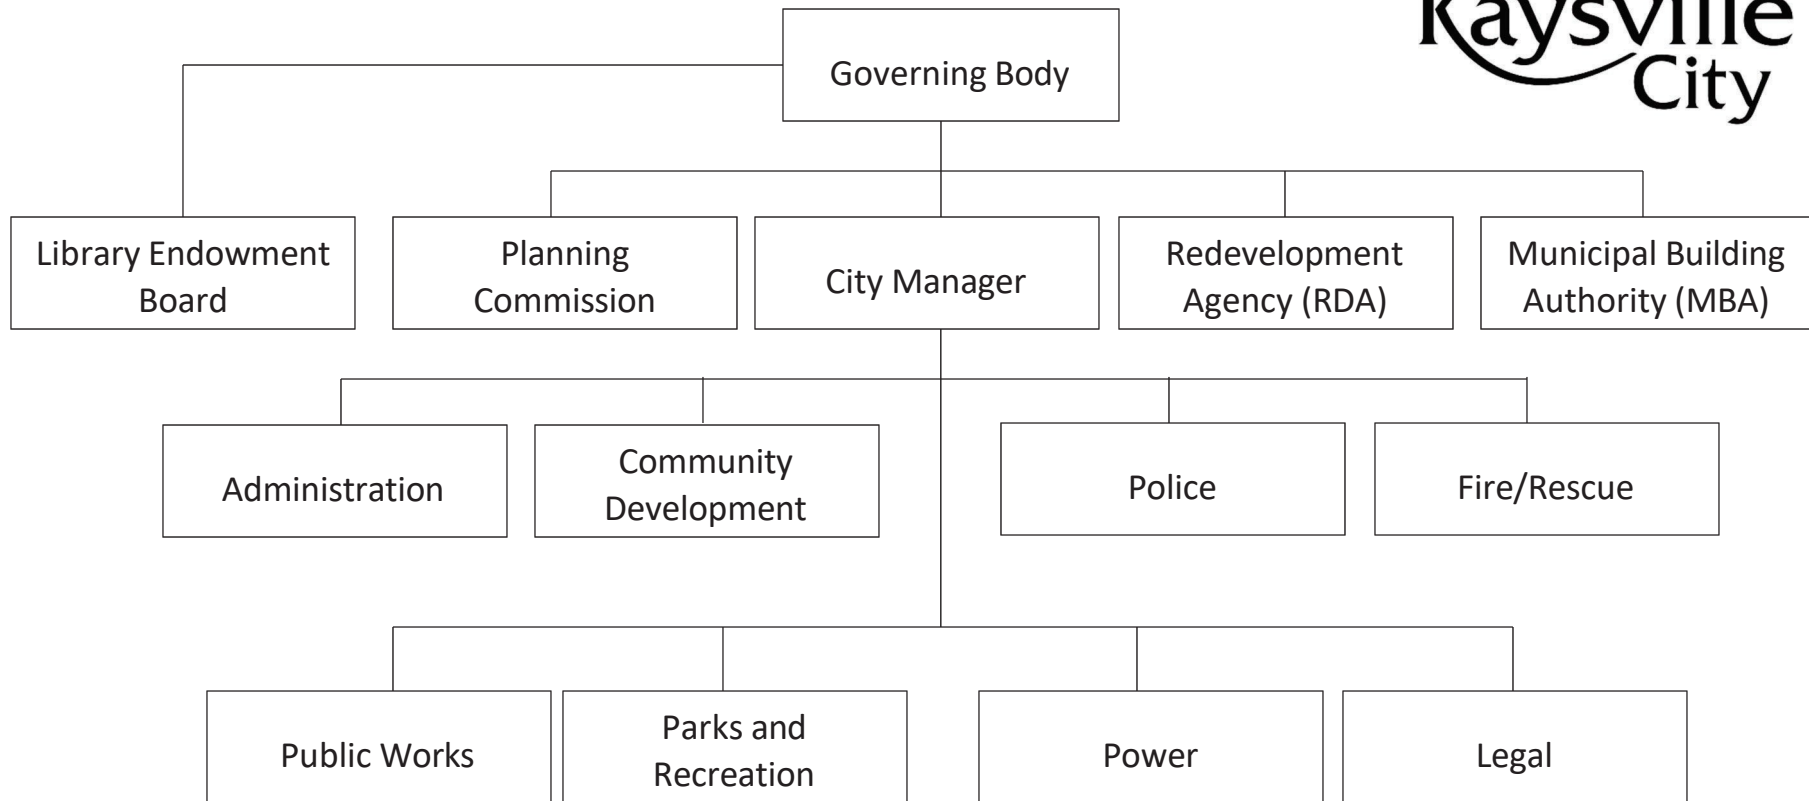 Kaysville
City
Governing Body
Library Endowment
Board
Planning
Commission
City Manager
Redevelopment
Agency (RDA)
Municipal Building
Authority (MBA)
Administration
Community
Development
Police
Fire/Rescue
Public Works
Parks and
Recreation
Power
Legal